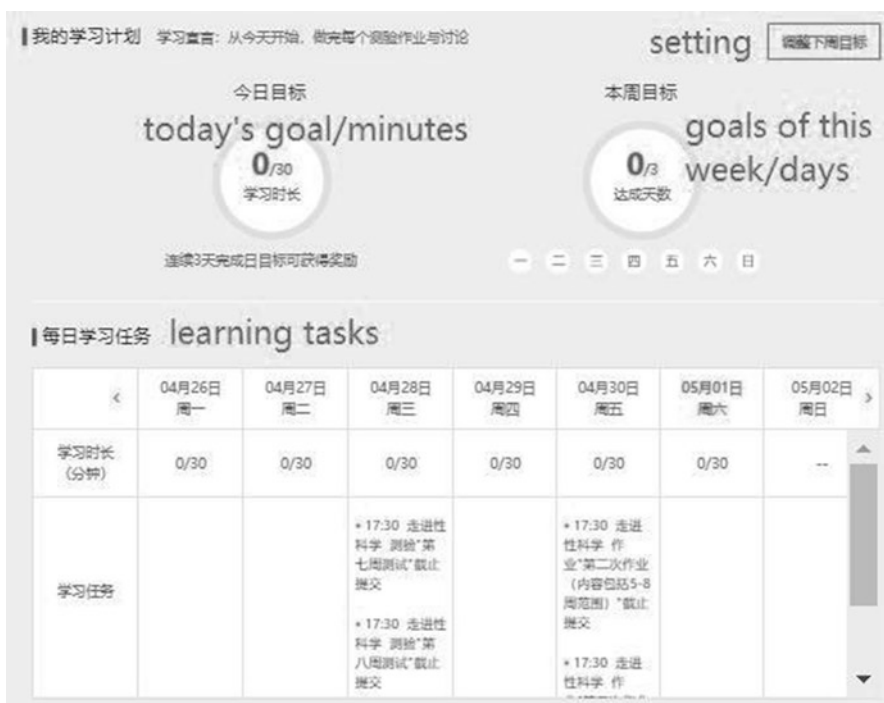 我的学习计划 学习宣言：从今天开始，做完每个测验作业与讨论
setting 调整下周目标
今日目标 本周目标
today's goal/minutes goals of this
week/days
0/30 0/3
学习时长 达成天数
连续3天完成日目标可获得奖励 一 二 三 四 五 六 日
每日学习任务 learning tasks
< 04月26日 04月27日 04月28日 04月29日 04月30日 05月01日 05月02日 >
周一 周二 周三 周四 周五 周六 周日
学习时长
(分钟) 0/30 0/30 0/30 0/30 0/30 0/30 --
学习任务
• 17:30 走进性
科学 测验"第
七周测试"截止
提交
• 17:30 走进性
科学 测验"第
八周测试"截止
提交
• 17:30 走进
性科学 作
业"第二次作业
（内容包括5-8
周范围）"截止
提交
• 17:30 走进
性科学 作